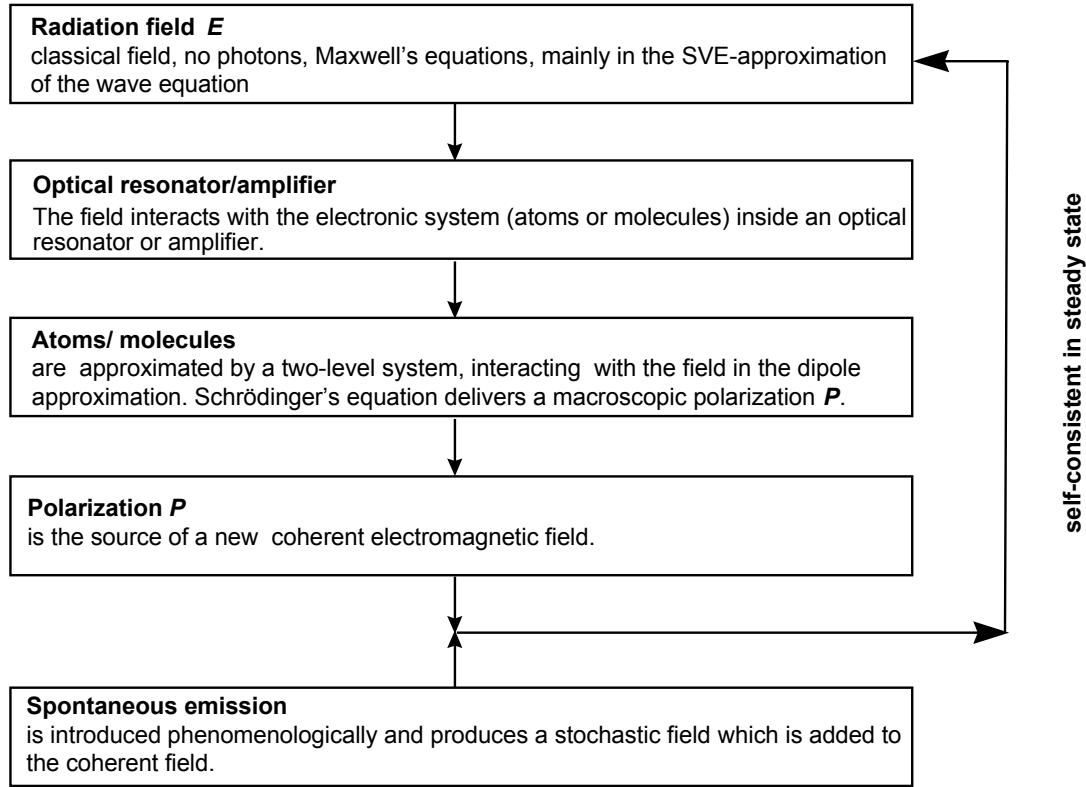 Radiation field E
classical field, no photons, Maxwell's equations, mainly in the SVE-approximation
of the wave equation
Optical resonator/amplifier
The field interacts with the electronic system (atoms or molecules) inside an optical
resonator or amplifier.
Atoms/ molecules
are approximated by a two-level system, interacting with the field in the dipole
approximation. Schrödinger's equation delivers a macroscopic polarization P.
Polarization P
is the source of a new coherent electromagnetic field.
Spontaneous emission
is introduced phenomenologically and produces a stochastic field which is added to
the coherent field.
self-consistent in steady state